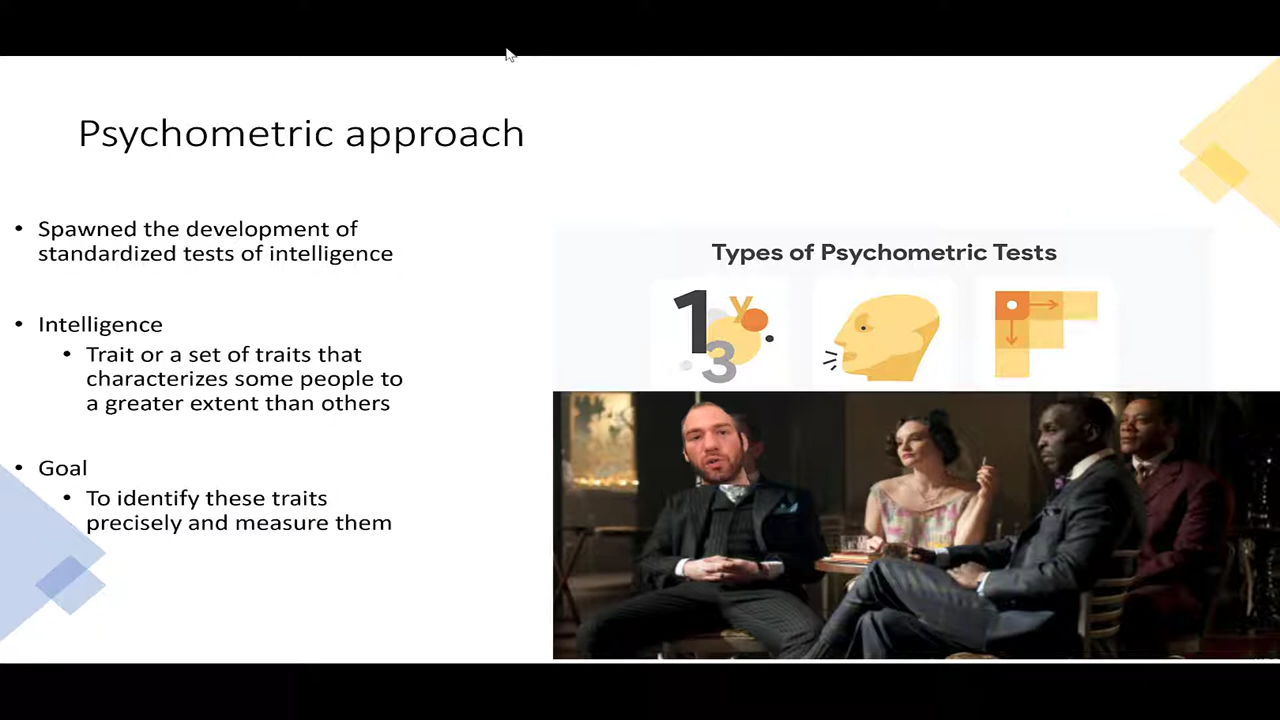 Psychometric approach
• Spawned the development of
standardized tests of intelligence
• Intelligence
• Trait or a set of traits that
characterizes some people to
a greater extent than others
• Goal
• To identify these traits
precisely and measure them
Types of Psychometric Tests
1 y
3